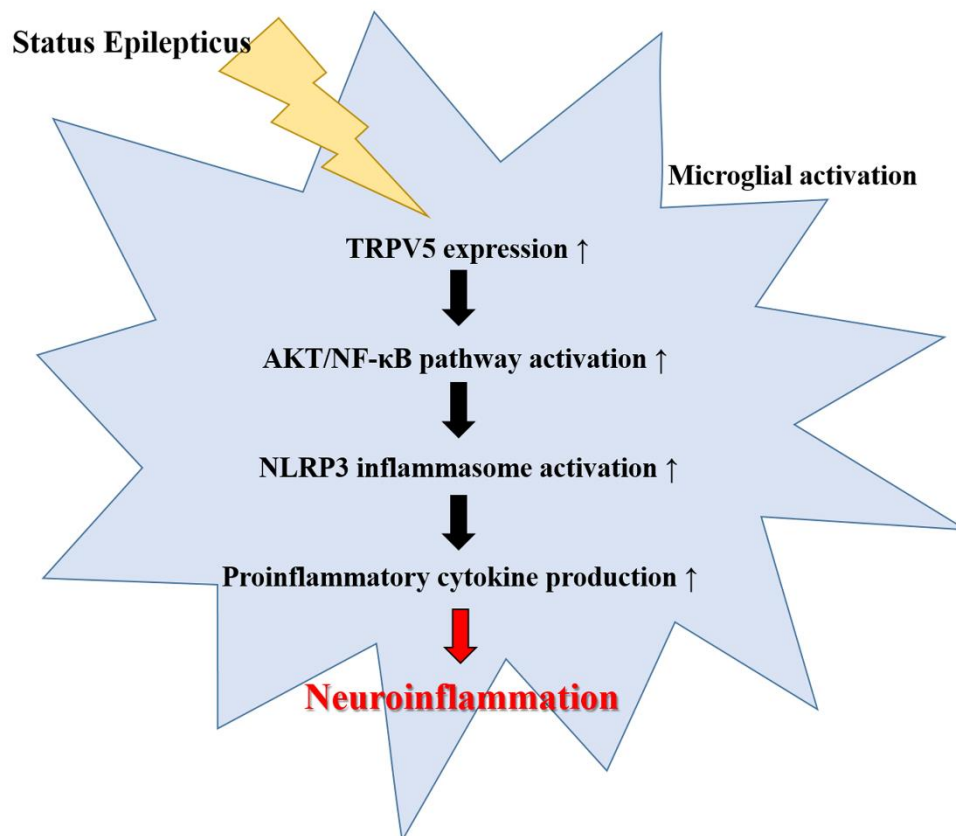 Status Epilepticus
Microglial activation
TRPV5 expression ↑
AKT/NF-κB pathway activation ↑
NLRP3 inflammasome activation ↑
Proinflammatory cytokine production ↑
Neuroinflammation